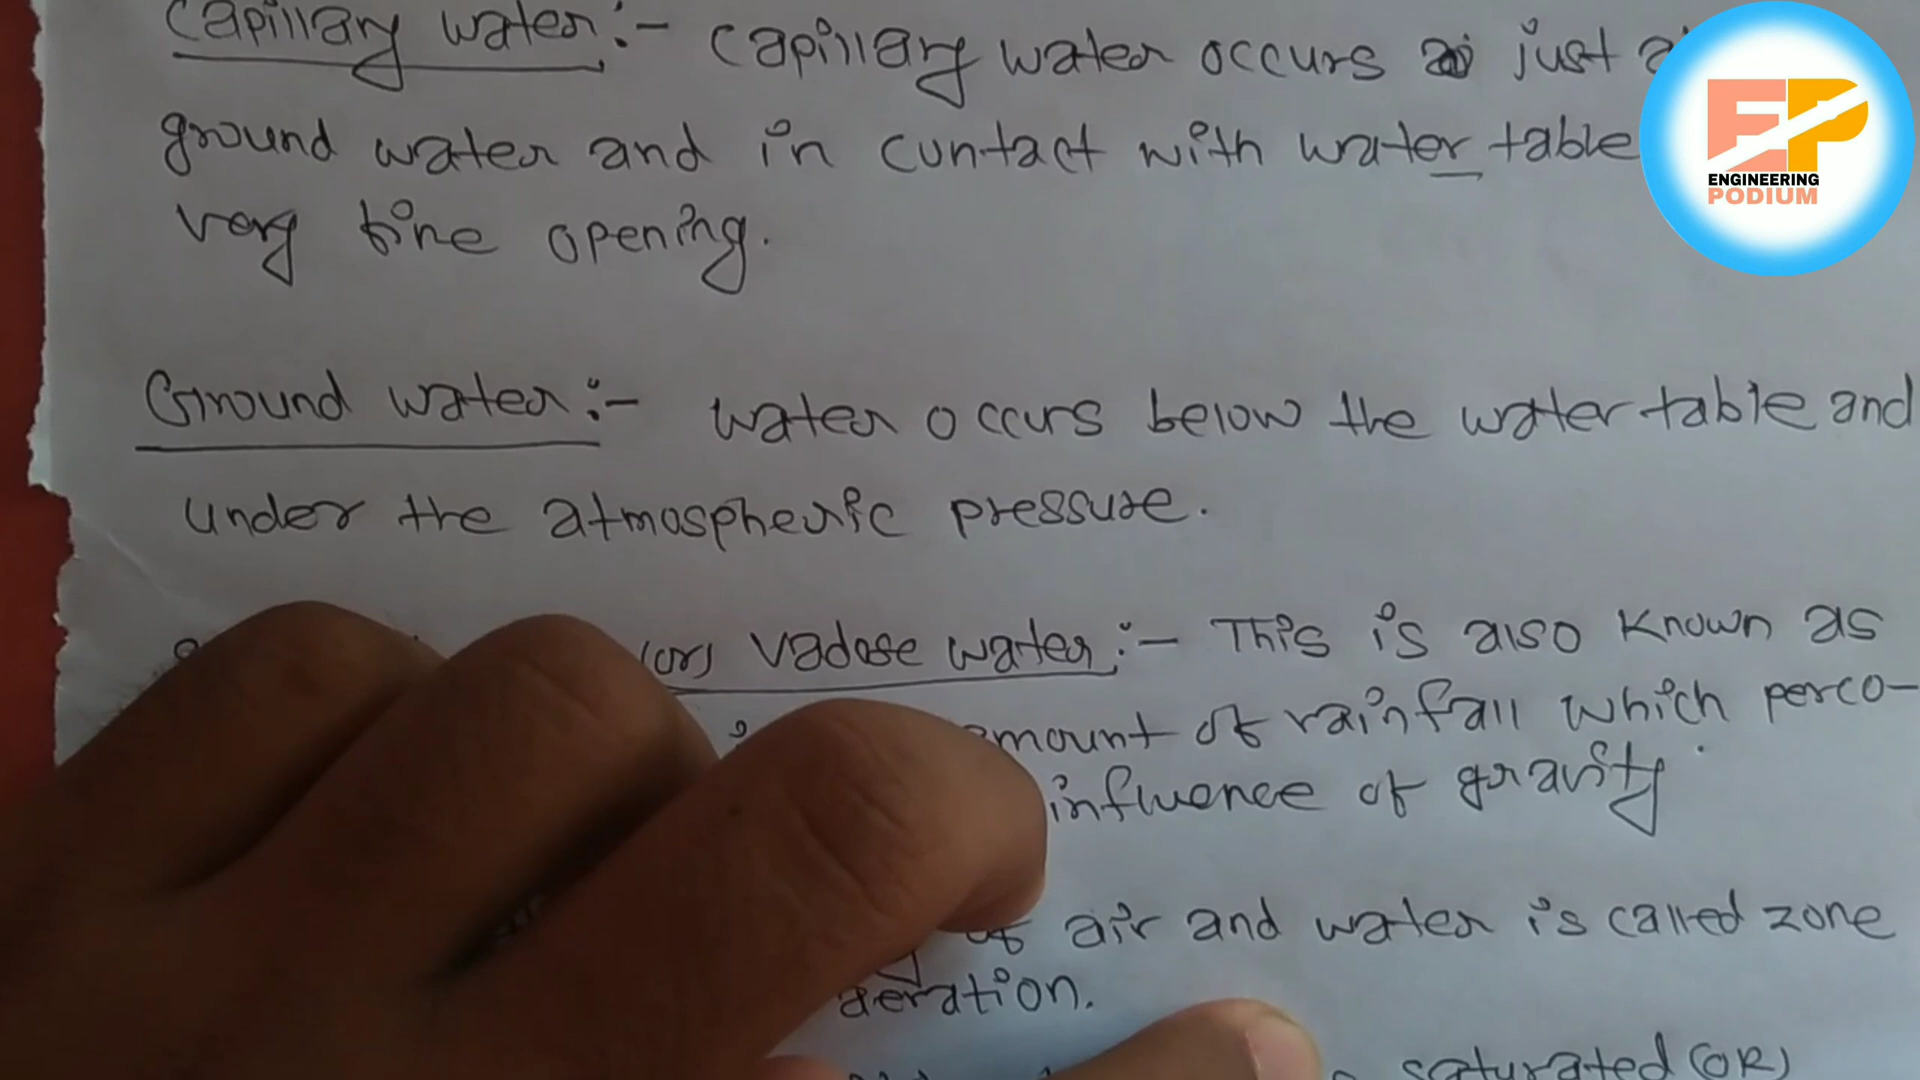 Capillary water:- Capillary water occurs just
ground water and in contact with water table
very fine opening.
ENGINEERING
PODIUM
Ground water:- water occurs below the water table and
under the atmospheric pressure.
(or) Vadose water:- This is also known as
amount of rainfall which perco-
influence of gravity
of air and water is called zone
aeration.
saturated (OR)